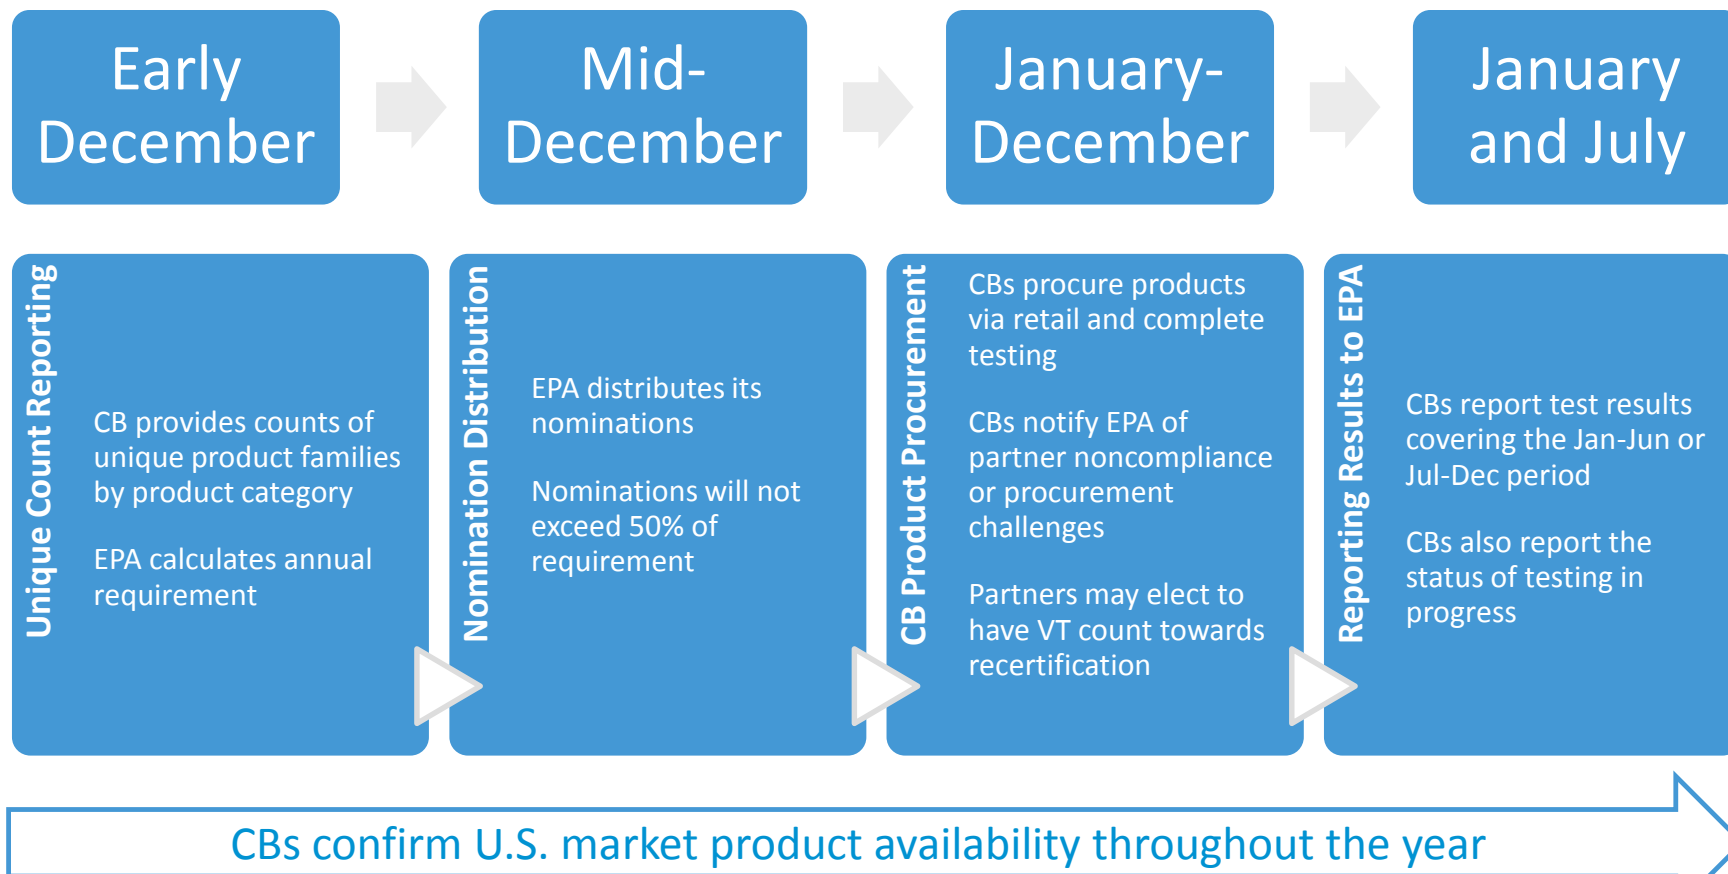 Early
December
Mid-
December
January-
December
January
and July
Unique Count Reporting
CB provides counts of
unique product families
by product category
EPA calculates annual
requirement
Nomination Distribution
EPA distributes its
nominations
Nominations will not
exceed 50% of
requirement
CB Product Procurement
CBs procure products
via retail and complete
testing
CBs notify EPA of
partner noncompliance
or procurement
challenges
Partners may elect to
have VT count towards
recertification
Reporting Results to EPA
CBs report test results
covering the Jan-Jun or
Jul-Dec period
CBs also report the
status of testing in
progress
CBs confirm U.S. market product availability throughout the year